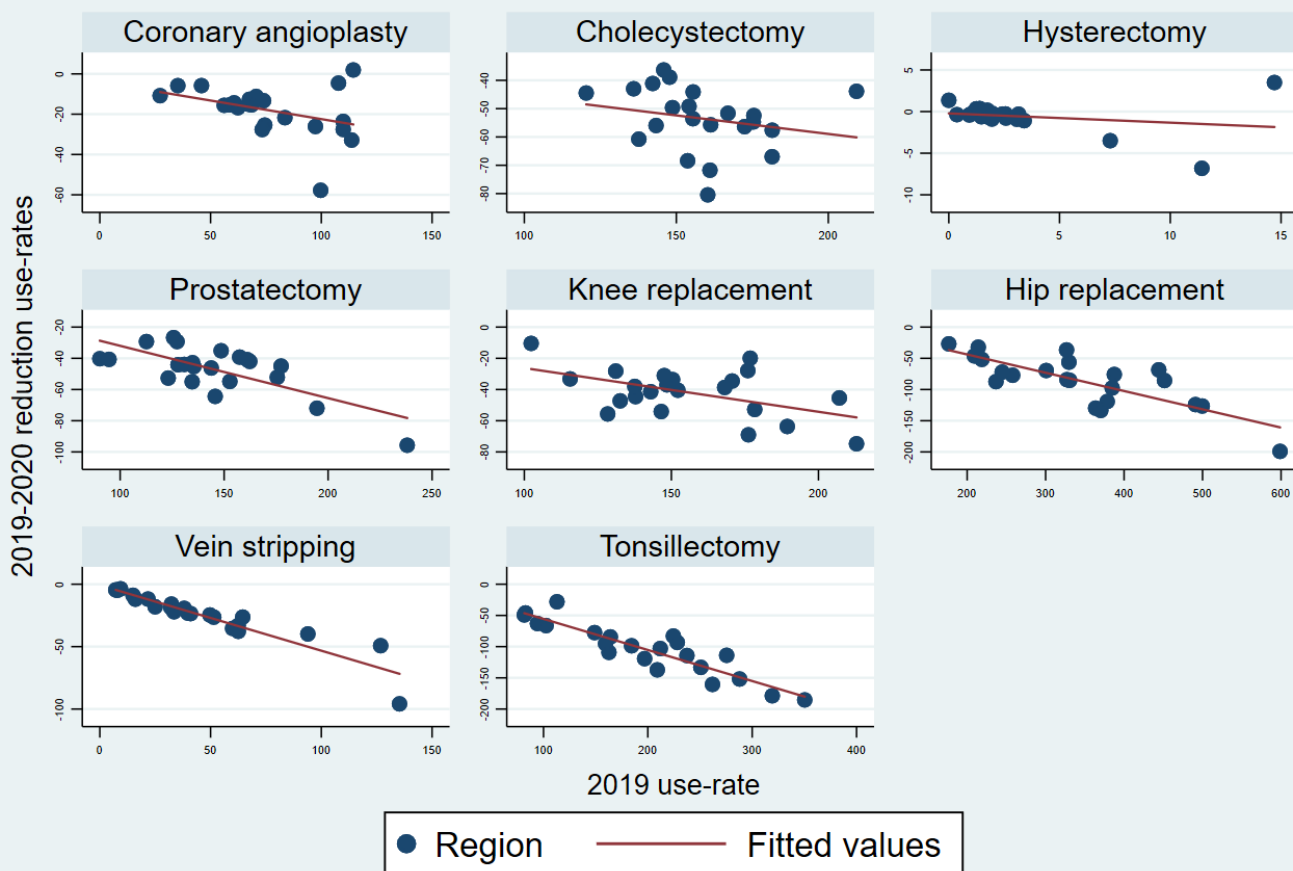 Coronary angioplasty
0
-20
-40
-60
0 50 100 150
Cholecystectomy
-40
-50
-60
-70
-80
100 150 200
Hysterectomy
5
0
-5
-10
0 5 10 15
Prostatectomy
-20
-40
-60
-80
-100
100 150 200 250
Knee replacement
0
-20
-40
-60
-80
100 150 200
Hip replacement
0
-50
-100
-150
-200
200 300 400 500 600
Vein stripping
0
-50
-100
0 50 100 150
Tonsillectomy
0
-50
-100
-150
-200
100 200 300 400
2019-2020 reduction use-rates
2019 use-rate
Region Fitted values